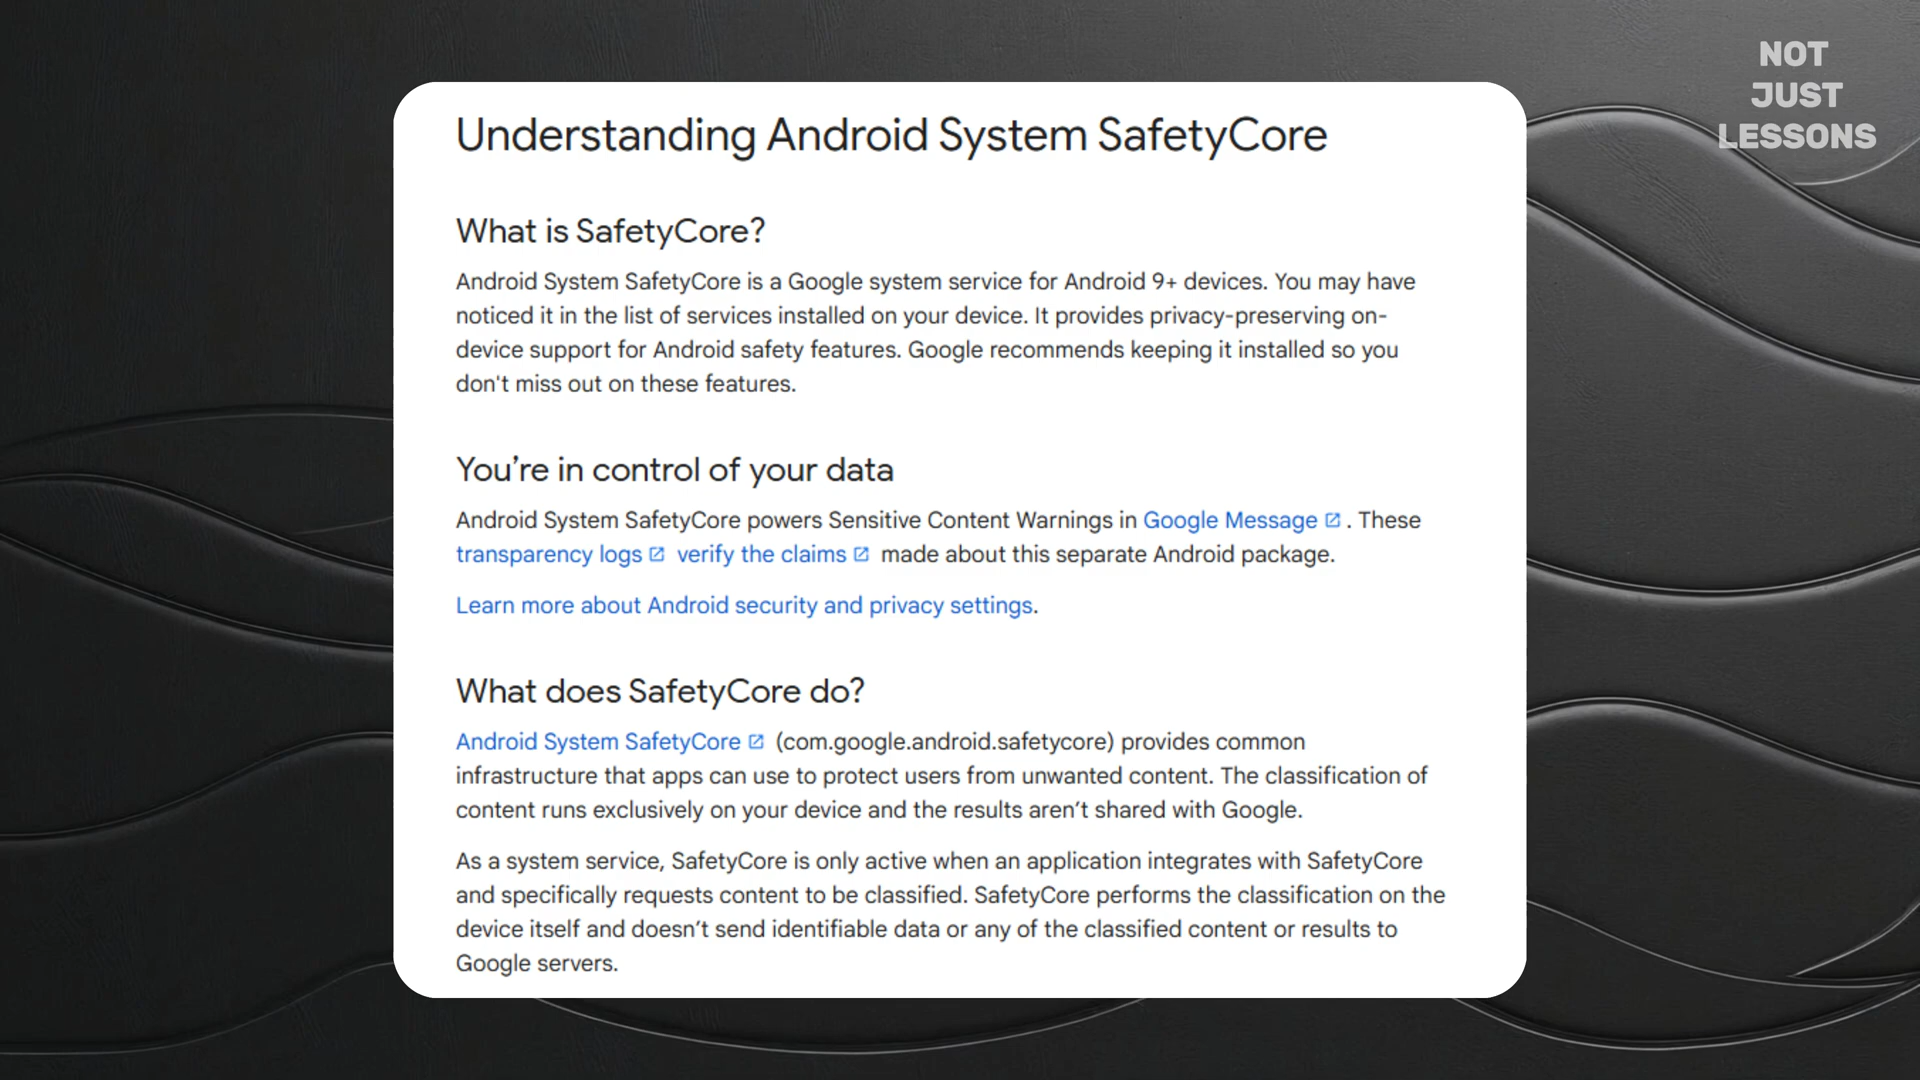 NOT
JUST
LESSONS
Understanding Android System SafetyCore
What is SafetyCore?
Android System SafetyCore is a Google system service for Android 9+ devices. You may have
noticed it in the list of services installed on your device. It provides privacy-preserving on-
device support for Android safety features. Google recommends keeping it installed so you
don't miss out on these features.
You’re in control of your data
Android System SafetyCore powers Sensitive Content Warnings in Google Message . These
transparency logs verify the claims made about this separate Android package.
Learn more about Android security and privacy settings.
What does SafetyCore do?
Android System SafetyCore (com.google.android.safetycore) provides common
infrastructure that apps can use to protect users from unwanted content. The classification of
content runs exclusively on your device and the results aren’t shared with Google.
As a system service, SafetyCore is only active when an application integrates with SafetyCore
and specifically requests content to be classified. SafetyCore performs the classification on the
device itself and doesn’t send identifiable data or any of the classified content or results to
Google servers.